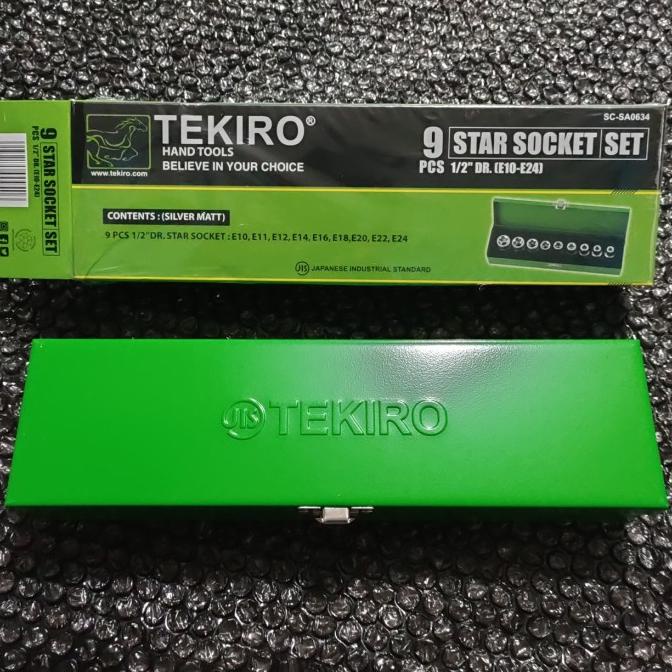 SC-SA0634
TEKIRO®
HAND TOOLS
BELIEVE IN YOUR CHOICE
www.tekiro.com
9 STAR SOCKET SET
PCS 1/2" DR. (E10-E24)
CONTENTS : (SILVER MATT)
9 PCS 1/2"DR. STAR SOCKET : E10, E11, E12, E14, E16, E18,E20, E22, E24
JIS JAPANESE INDUSTRIAL STANDARD
9 STAR SOCKET SET
PCS 1/2" DR. (E10-E24)
JIS TEKIRO